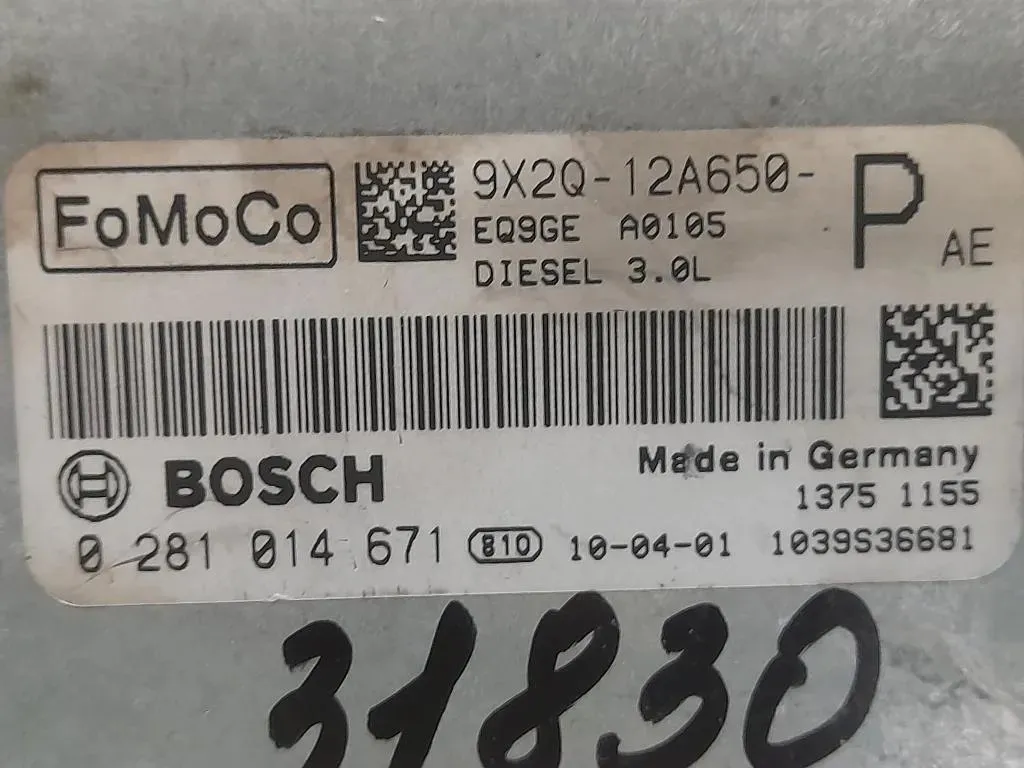 FoMoCo
9X2Q-12A650-
P AE
EQ9GE A0105
DIESEL 3.0L
BOSCH
Made in Germany
1375 1155
0 281 014 671 810 10-04-01 1039S36681
31830